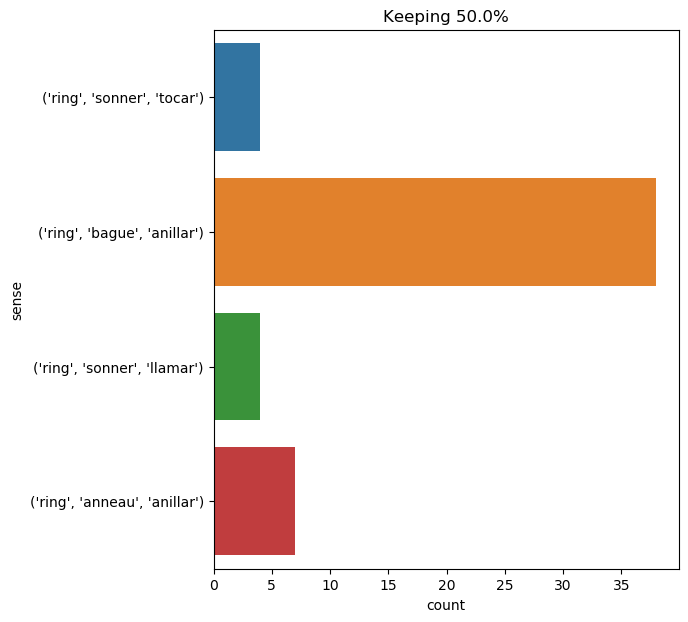 Keeping 50.0%
('ring', 'sonner', 'tocar')
('ring', 'bague', 'anillar')
('ring', 'sonner', 'llamar')
('ring', 'anneau', 'anillar')
sense
0 5 10 15 20 25 30 35
count